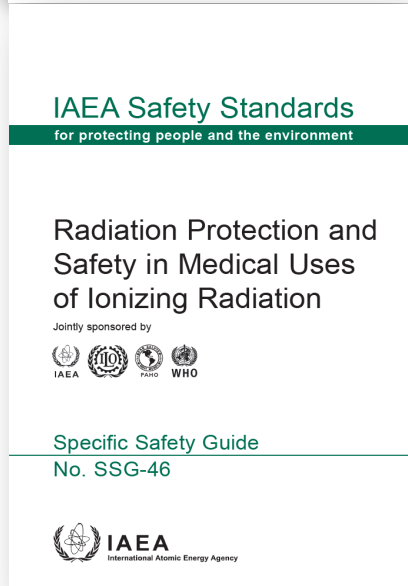 IAEA Safety Standards
for protecting people and the environment
Radiation Protection and
Safety in Medical Uses
of Ionizing Radiation
Jointly sponsored by
IAEA ILO PAHO WHO
Specific Safety Guide
No. SSG-46
IAEA
International Atomic Energy Agency